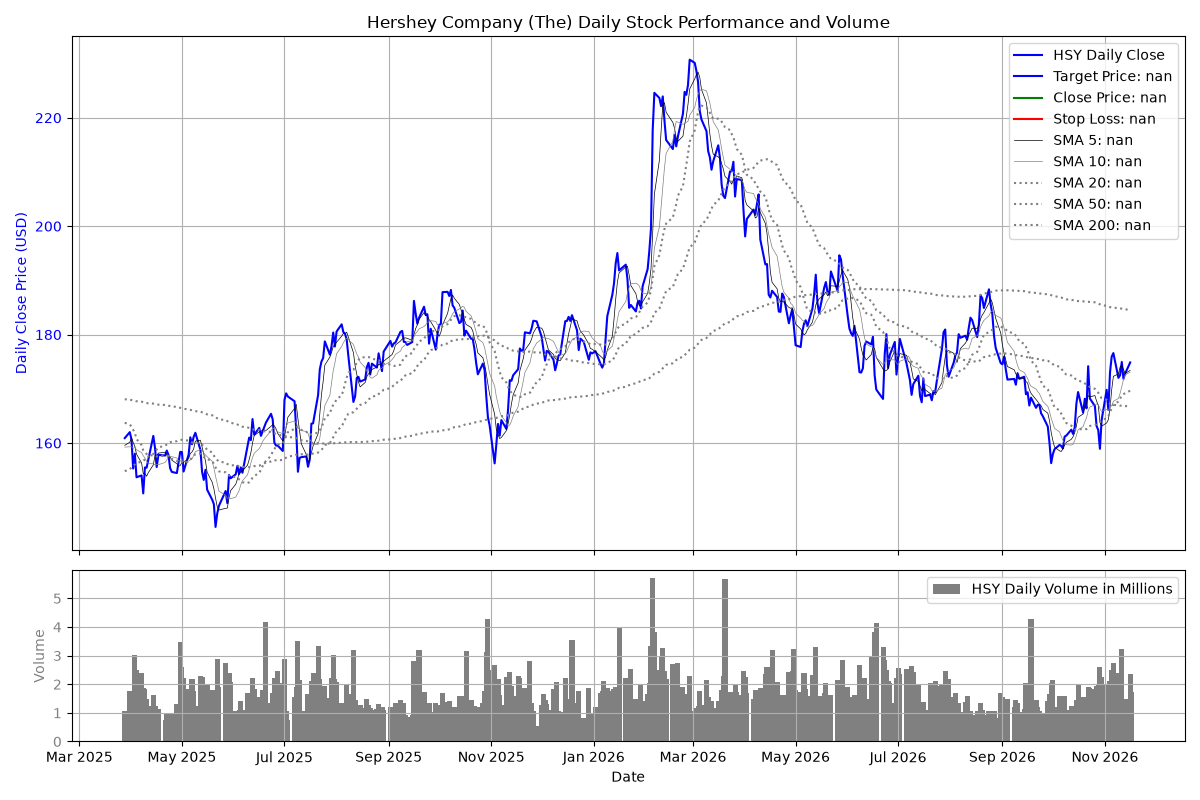 Hershey Company (The) Daily Stock Performance and Volume
Daily Close Price (USD)
220
200
180
160
HSY Daily Close
Target Price: nan
Close Price: nan
Stop Loss: nan
SMA 5: nan
SMA 10: nan
SMA 20: nan
SMA 50: nan
SMA 200: nan
Volume
5
4
3
2
1
0
HSY Daily Volume in Millions
Mar 2025 May 2025 Jul 2025 Sep 2025 Nov 2025 Jan 2026 Mar 2026 May 2026 Jul 2026 Sep 2026 Nov 2026
Date